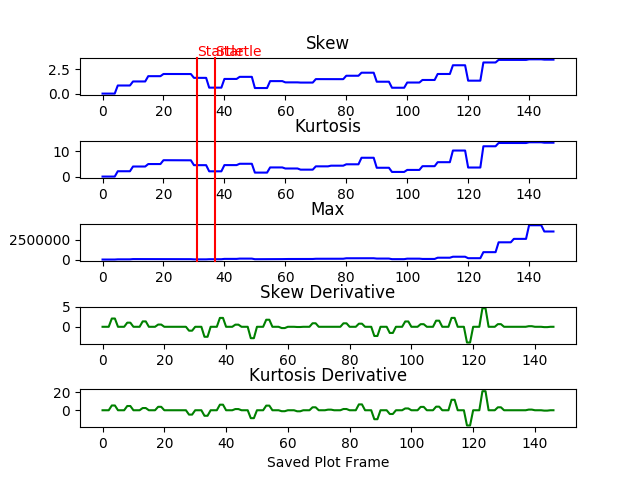 Skew
Startle Startle
2.5
0.0
0 20 40 60 80 100 120 140
Kurtosis
10
0
0 20 40 60 80 100 120 140
Max
2500000
0
0 20 40 60 80 100 120 140
Skew Derivative
5
0
0 20 40 60 80 100 120 140
Kurtosis Derivative
20
0
0 20 40 60 80 100 120 140
Saved Plot Frame